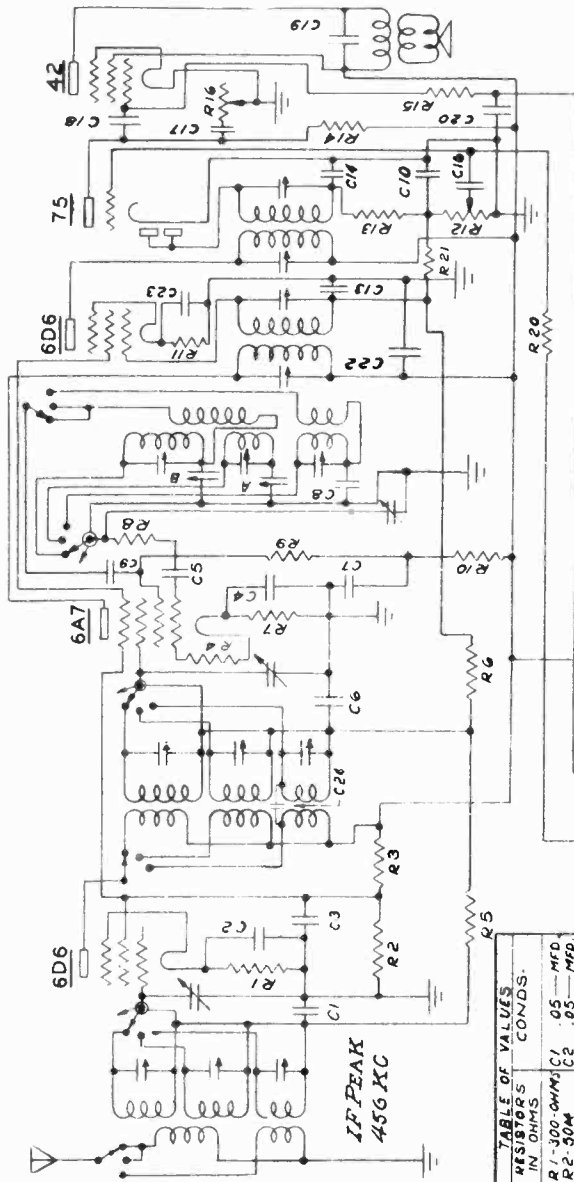 6D6
6A7
6D6
75
42
C19
C18
R16
C17
R15
C20
R14
C14
C10
C16
R13
R12
R21
C23
R11
C13
C22
R20
B
A
C8
R8
C9
C5
R9
R10
C4
C7
R7
R4
C6
R6
C26
R3
R5
C2
C3
R1
R2
C1
IF PEAK
456 KC
TABLE OF VALUES
RESISTORS CONDS.
IN OHMS
R1-300-OHMS C1 .05—MFD.
R2-50M C2 .05—MFD.